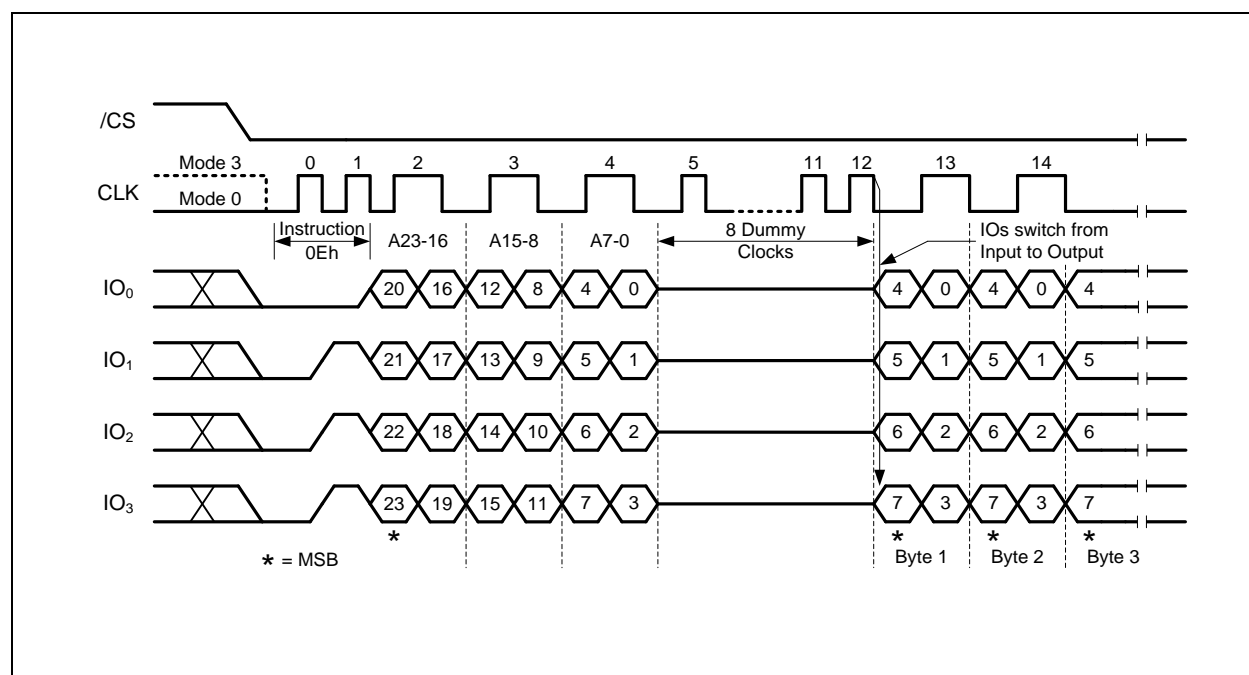 /CS
Mode 3 0 1 2 3 4 5 11 12 13 14
CLK
Mode 0
Instruction A23-16 A15-8 A7-0 8 Dummy IOs switch from
0Eh Clocks Input to Output
IO0 20 16 12 8 4 0 4 0 4 0 4
IO1 21 17 13 9 5 1 5 1 5 1 5
IO2 22 18 14 10 6 2 6 2 6 2 6
IO3 23 19 15 11 7 3 7 3 7 3 7
* * * *
* = MSB Byte 1 Byte 2 Byte 3